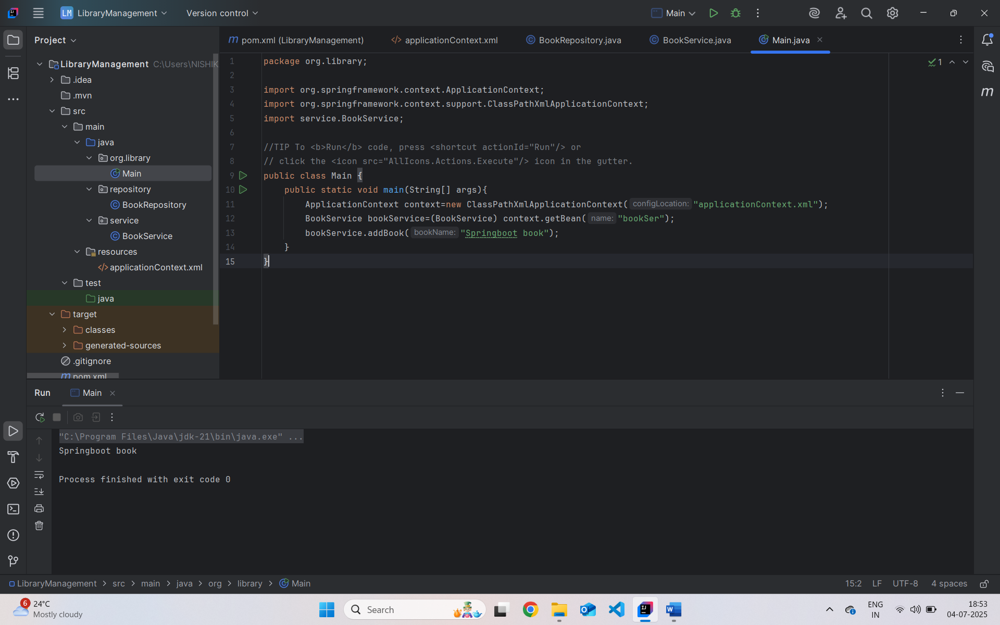 LM LibraryManagement Version control Main
Project
pom.xml (LibraryManagement) applicationContext.xml BookRepository.java BookService.java Main.java
LibraryManagement C:\Users\NISHIK
.idea
.mvn
src
main
java
org.library
Main
repository
BookRepository
service
BookService
resources
applicationContext.xml
test
java
target
classes
generated-sources
.gitignore
pom.xml
1 package org.library;
2
3 import org.springframework.context.ApplicationContext;
4 import org.springframework.context.support.ClassPathXmlApplicationContext;
5 import service.BookService;
6
7 //TIP To <b>Run</b> code, press <shortcut actionId="Run"/> or
8 // click the <icon src="AllIcons.Actions.Execute"/> icon in the gutter.
9 public class Main {
10 public static void main(String[] args){
11 ApplicationContext context=new ClassPathXmlApplicationContext( configLocation: "applicationContext.xml");
12 BookService bookService=(BookService) context.getBean( name: "bookSer");
13 bookService.addBook( bookName: "Springboot book");
14 }
15 }
1
Run Main
"C:\Program Files\Java\jdk-21\bin\java.exe" ...
Springboot book
Process finished with exit code 0
LibraryManagement > src > main > java > org > library > Main 15:2 LF UTF-8 4 spaces
6 24°C
Mostly cloudy
Search
ENG
IN
18:53
04-07-2025